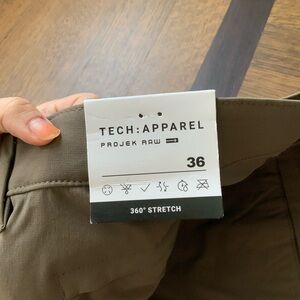 TECH:APPAREL
PROJEK RAW
36
360° STRETCH